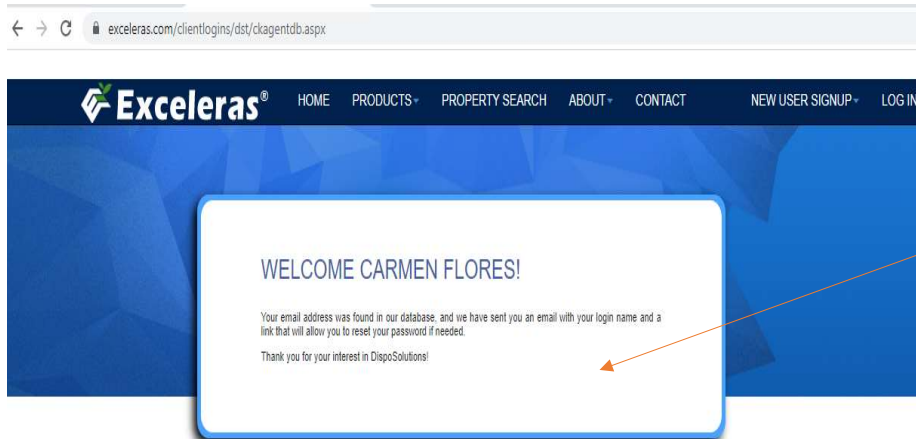 exceleras.com/clientlogins/dst/ckagentdb.aspx
Exceleras® HOME PRODUCTS PROPERTY SEARCH ABOUT CONTACT NEW USER SIGNUP LOG IN
WELCOME CARMEN FLORES!
Your email address was found in our database, and we have sent you an email with your login name and a
link that will allow you to reset your password if needed.
Thank you for your interest in DispoSolutions!